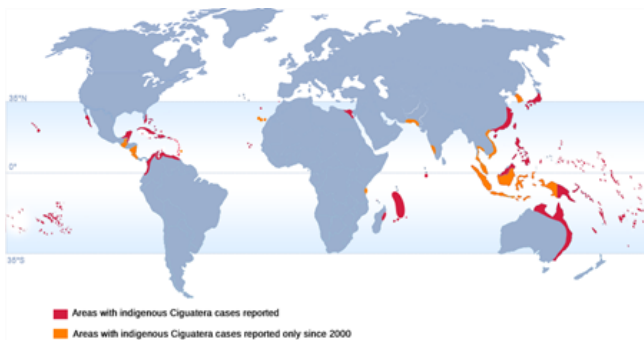 35°N
0°
35°S
Areas with indigenous Ciguatera cases reported
Areas with indigenous Ciguatera cases reported only since 2000